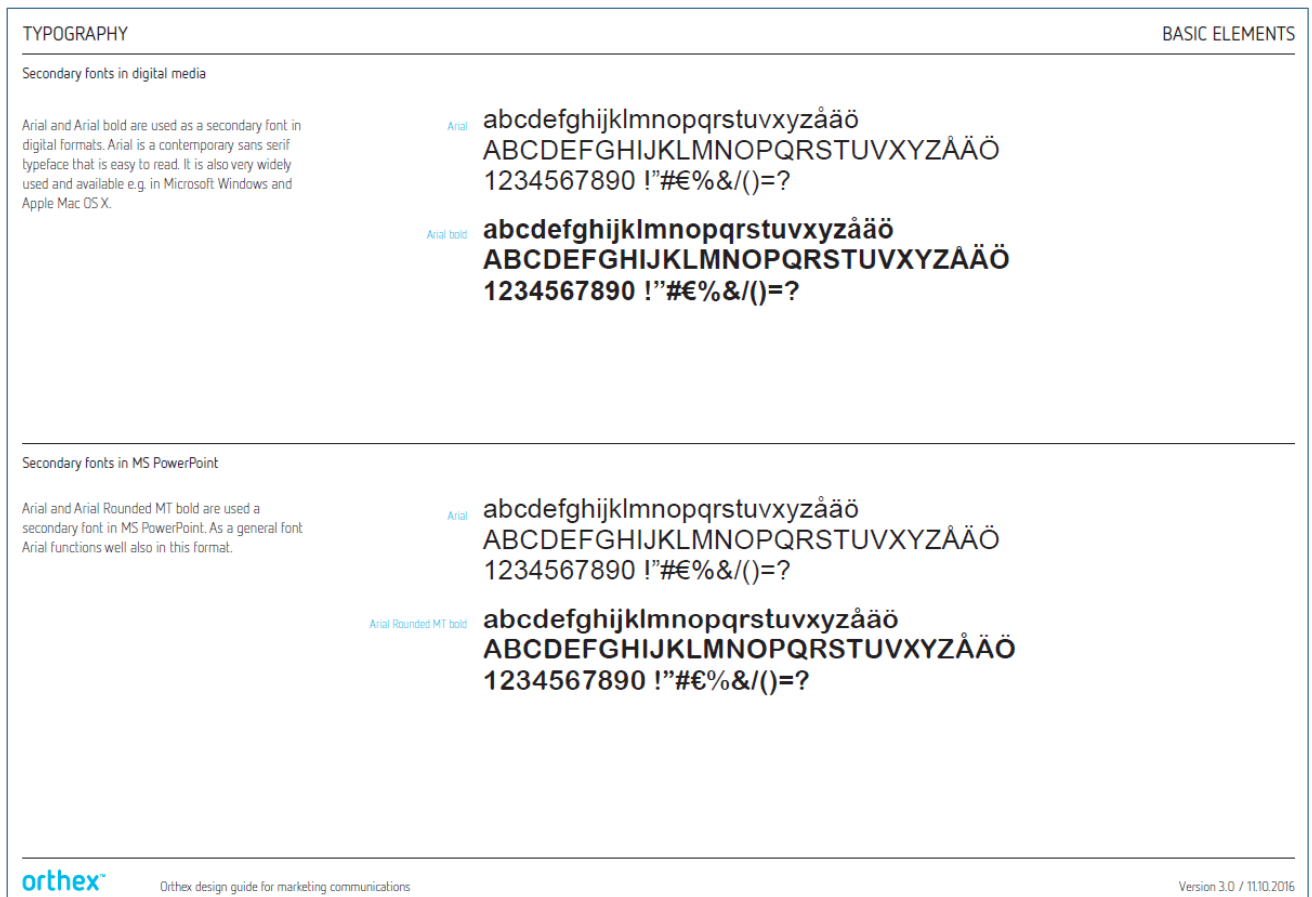 TYPOGRAPHY
BASIC ELEMENTS
Secondary fonts in digital media
Arial and Arial bold are used as a secondary font in
digital formats. Arial is a contemporary sans serif
typeface that is easy to read. It is also very widely
used and available e.g. in Microsoft Windows and
Apple Mac OS X.
Arial
abcdefghijklmnopqrstuvxyzåäö
ABCDEFGHIJKLMNOPQRSTUVXYZÅÄÖ
1234567890 !”#€%&/()=?
Arial bold
abcdefghijklmnopqrstuvxyzåäö
ABCDEFGHIJKLMNOPQRSTUVXYZÅÄÖ
1234567890 !”#€%&/()=?
Secondary fonts in MS PowerPoint
Arial and Arial Rounded MT bold are used a
secondary font in MS PowerPoint. As a general font
Arial functions well also in this format.
Arial
abcdefghijklmnopqrstuvxyzåäö
ABCDEFGHIJKLMNOPQRSTUVXYZÅÄÖ
1234567890 !”#€%&/()=?
Arial Rounded MT bold
abcdefghijklmnopqrstuvxyzåäö
ABCDEFGHIJKLMNOPQRSTUVXYZÅÄÖ
1234567890 !”#€%&/()=?
orthex™
Orthex design guide for marketing communications
Version 3.0 / 11.10.2016